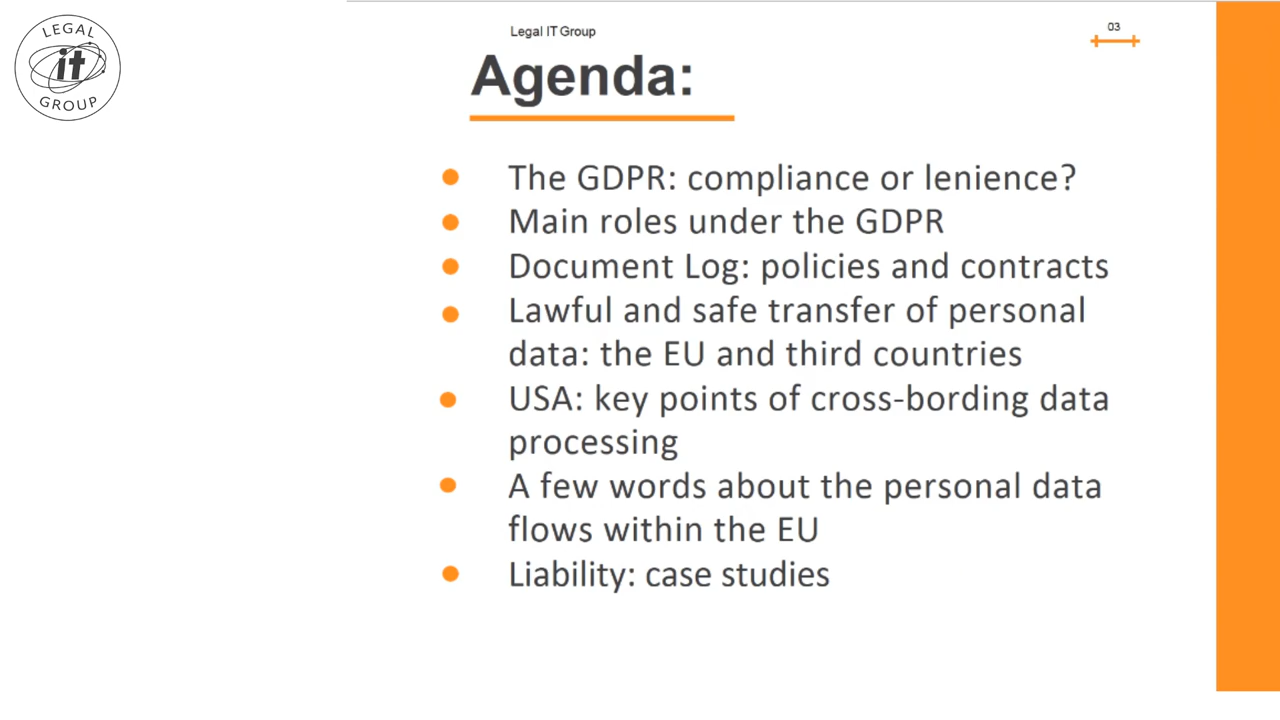 LEGAL
it
GROUP
Legal IT Group
03
Agenda:
The GDPR: compliance or lenience?
Main roles under the GDPR
Document Log: policies and contracts
Lawful and safe transfer of personal
data: the EU and third countries
USA: key points of cross-bording data
processing
A few words about the personal data
flows within the EU
Liability: case studies